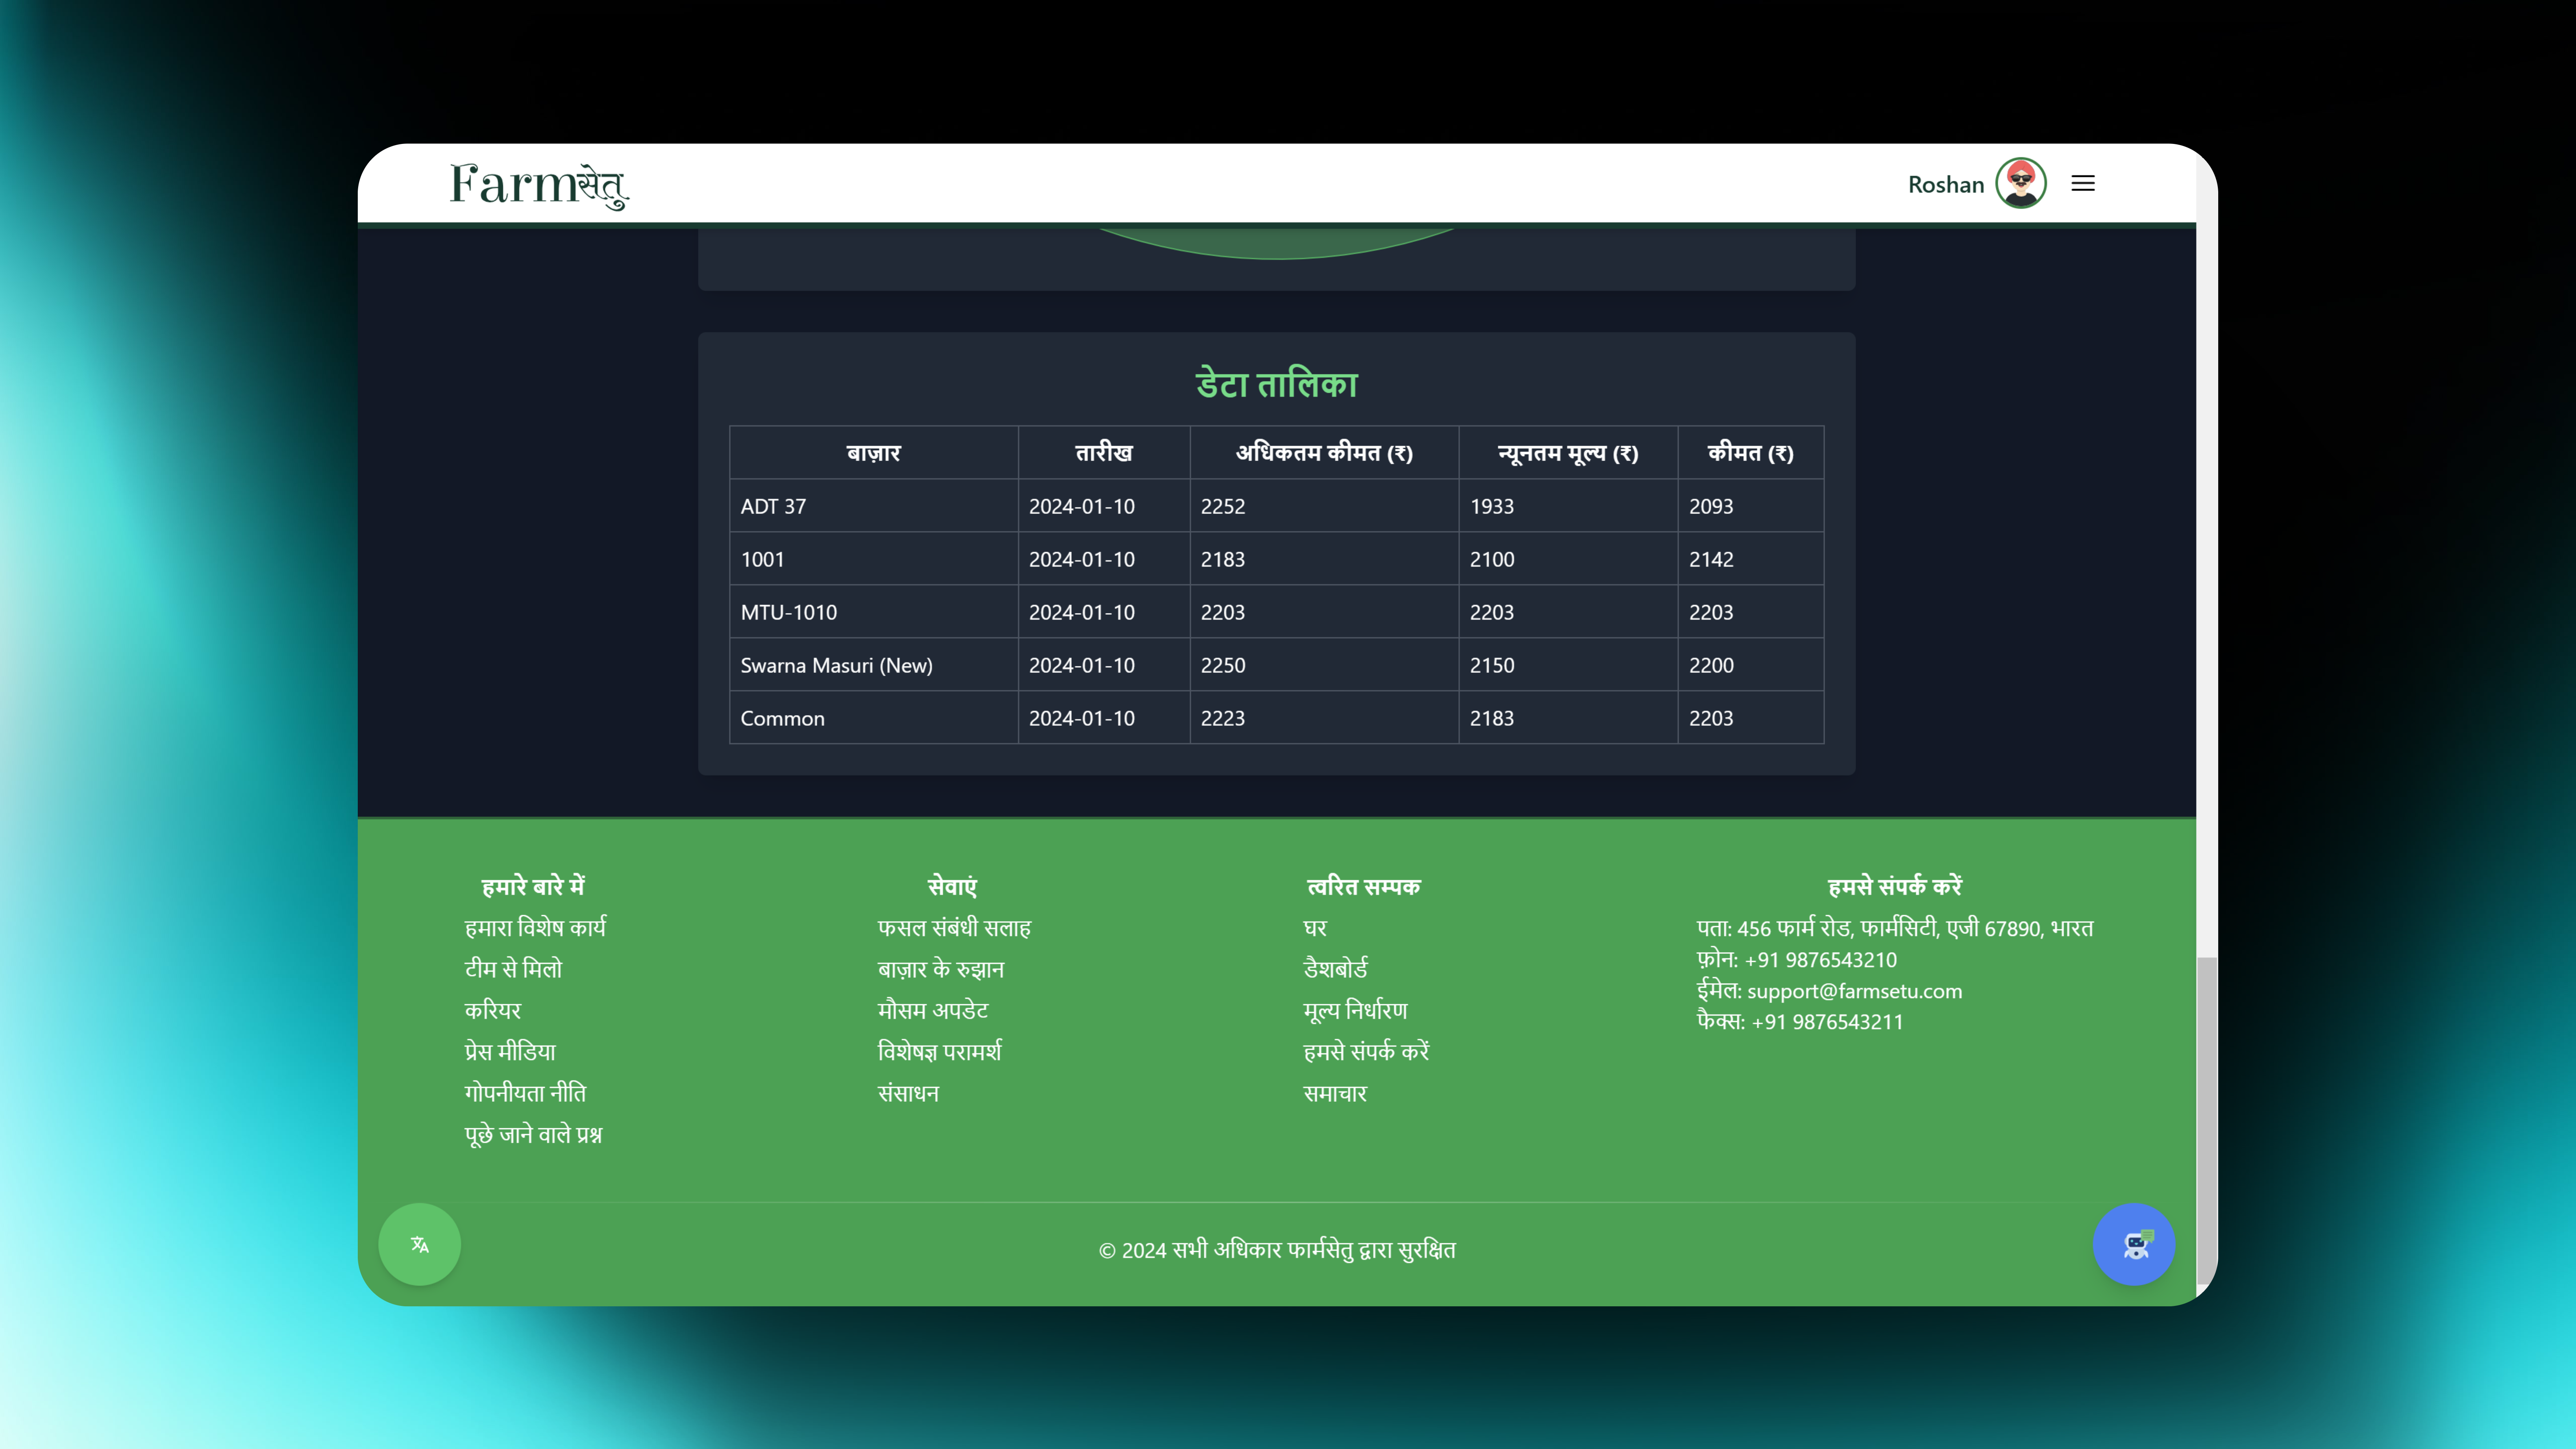 Farmसेतु
Roshan
डेटा तालिका
बाज़ार तारीख अधिकतम कीमत (₹) न्यूनतम मूल्य (₹) कीमत (₹)
ADT 37 2024-01-10 2252 1933 2093
1001 2024-01-10 2183 2100 2142
MTU-1010 2024-01-10 2203 2203 2203
Swarna Masuri (New) 2024-01-10 2250 2150 2200
Common 2024-01-10 2223 2183 2203
हमारे बारे में
हमारा विशेष कार्य
टीम से मिलो
करियर
प्रेस मीडिया
गोपनीयता नीति
पूछे जाने वाले प्रश्न
सेवाएं
फसल संबंधी सलाह
बाज़ार के रुझान
मौसम अपडेट
विशेषज्ञ परामर्श
संसाधन
त्वरित सम्पक
घर
डैशबोर्ड
मूल्य निर्धारण
हमसे संपर्क करें
समाचार
हमसे संपर्क करें
पता: 456 फार्म रोड, फार्मसिटी, एजी 67890, भारत
फ़ोन: +91 9876543210
ईमेल: support@farmsetu.com
फैक्स: +91 9876543211
© 2024 सभी अधिकार फार्मसेतु द्वारा सुरक्षित